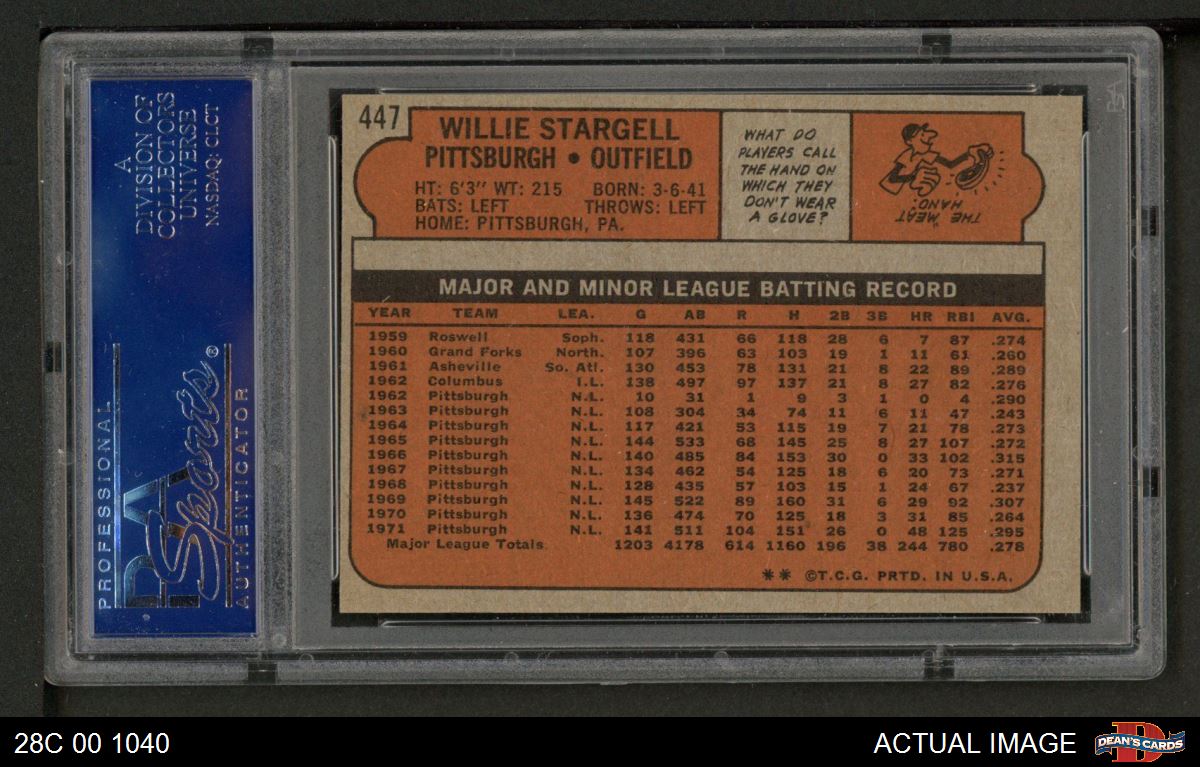 A
DIVISION OF
COLLECTORS
UNIVERSE
NASDAQ: CLCT
PROFESSIONAL
PSA
Sports®
AUTHENTICATOR
447
WILLIE STARGELL
PITTSBURGH • OUTFIELD
HT: 6'3" WT: 215 BORN: 3-6-41
BATS: LEFT THROWS: LEFT
HOME: PITTSBURGH, PA.
WHAT DO
PLAYERS CALL
THE HAND ON
WHICH THEY
DON'T WEAR
A GLOVE?
THE "MEAT
HAND."
MAJOR AND MINOR LEAGUE BATTING RECORD
YEAR TEAM LEA. G AB R H 2B 3B HR RBI AVG.
1959 Roswell Soph. 118 431 66 118 28 6 7 87 .274
1960 Grand Forks North. 107 396 63 103 19 1 11 61 .260
1961 Asheville So. Atl. 130 453 78 131 21 8 22 89 .289
1962 Columbus I.L. 138 497 97 137 21 8 27 82 .276
1962 Pittsburgh N.L. 10 31 1 9 3 1 0 4 .290
1963 Pittsburgh N.L. 108 304 34 74 11 6 11 47 .243
1964 Pittsburgh N.L. 117 421 53 115 19 7 21 78 .273
1965 Pittsburgh N.L. 144 533 68 145 25 8 27 107 .272
1966 Pittsburgh N.L. 140 485 84 153 30 0 33 102 .315
1967 Pittsburgh N.L. 134 462 54 125 18 6 20 73 .271
1968 Pittsburgh N.L. 128 435 57 103 15 1 24 67 .237
1969 Pittsburgh N.L. 145 522 89 160 31 6 29 92 .307
1970 Pittsburgh N.L. 136 474 70 125 18 3 31 85 .264
1971 Pittsburgh N.L. 141 511 104 151 26 0 48 125 .295
Major League Totals 1203 4178 614 1160 196 38 244 780 .278
** ©T.C.G. PRTD. IN U.S.A.
28C 00 1040
ACTUAL IMAGE
D
DEAN'S CARDS